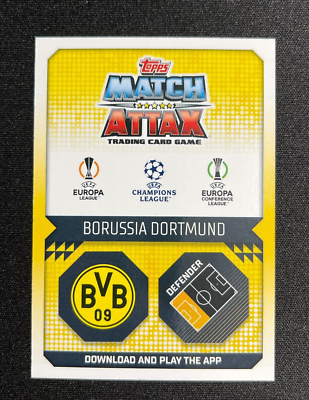 Topps
MATCH
ATTAX
TRADING CARD GAME
UEFA
EUROPA
LEAGUE
UEFA
CHAMPIONS
LEAGUE
UEFA
EUROPA
CONFERENCE
LEAGUE
BORUSSIA DORTMUND
BVB
09
DEFENDER
DOWNLOAD AND PLAY THE APP